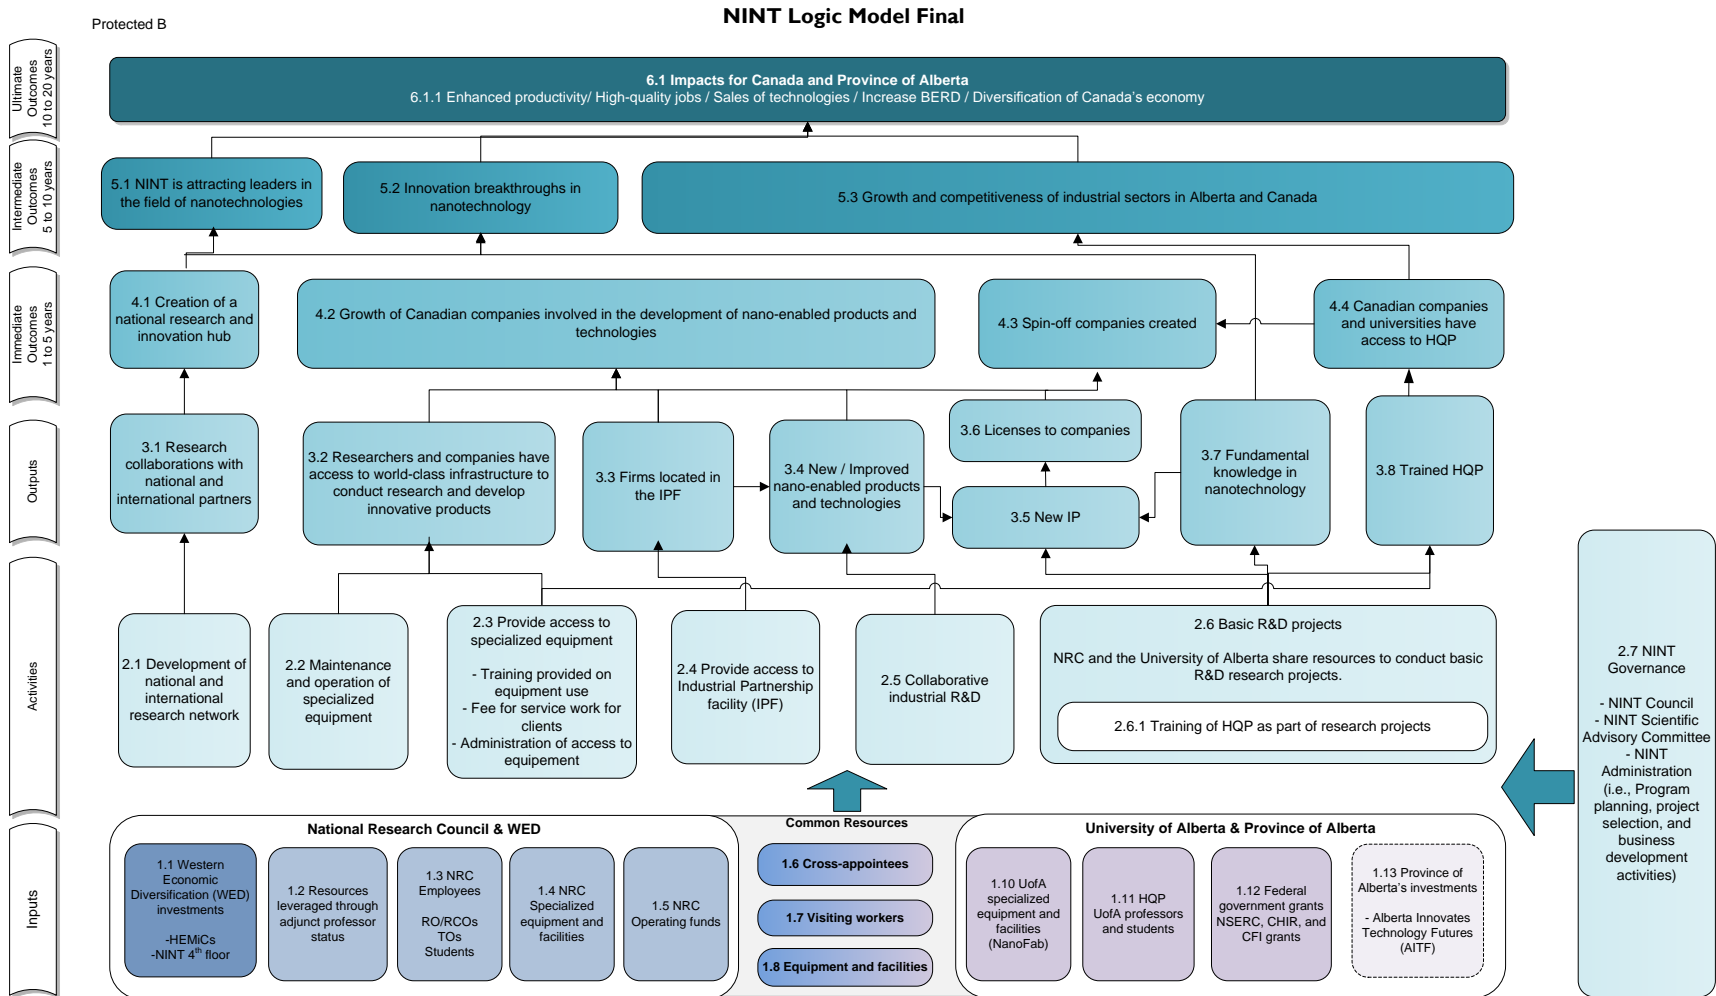 NINT Logic Model Final
Protected B
Ultimate
Outcomes
10 to 20 years
6.1 Impacts for Canada and Province of Alberta
6.1.1 Enhanced productivity/ High-quality jobs / Sales of technologies / Increase BERD / Diversification of Canada's economy
Intermediate
Outcomes
5 to 10 years
5.1 NINT is attracting leaders in
the field of nanotechnologies
5.2 Innovation breakthroughs in
nanotechnology
5.3 Growth and competitiveness of industrial sectors in Alberta and Canada
Immediate
Outcomes
1 to 5 years
4.1 Creation of a
national research and
innovation hub
4.2 Growth of Canadian companies involved in the development of nano-enabled products and
technologies
4.3 Spin-off companies created
4.4 Canadian companies
and universities have
access to HQP
Outputs
3.1 Research
collaborations with
national and
international partners
3.2 Researchers and companies have
access to world-class infrastructure to
conduct research and develop
innovative products
3.3 Firms located in
the IPF
3.4 New / Improved
nano-enabled products
and technologies
3.6 Licenses to companies
3.5 New IP
3.7 Fundamental
knowledge in
nanotechnology
3.8 Trained HQP
Activities
2.1 Development of
national and
international
research network
2.2 Maintenance
and operation of
specialized
equipment
2.3 Provide access to
specialized equipment
- Training provided on
equipment use
- Fee for service work for
clients
- Administration of access to
equipement
2.4 Provide access to
Industrial Partnership
facility (IPF)
2.5 Collaborative
industrial R&D
2.6 Basic R&D projects
NRC and the University of Alberta share resources to conduct basic
R&D research projects.
2.6.1 Training of HQP as part of research projects
2.7 NINT
Governance
- NINT Council
- NINT Scientific
Advisory Committee
- NINT
Administration
(i.e., Program
planning, project
selection, and
business
development
activities)
Inputs
National Research Council & WED
1.1 Western
Economic
Diversification (WED)
investments
-HEMiCs
-NINT 4th floor
1.2 Resources
leveraged through
adjunct professor
status
1.3 NRC
Employees
RO/RCOs
TOs
Students
1.4 NRC
Specialized
equipment and
facilities
1.5 NRC
Operating funds
Common Resources
1.6 Cross-appointees
1.7 Visiting workers
1.8 Equipment and facilities
University of Alberta & Province of Alberta
1.10 UofA
specialized
equipment and
facilities
(NanoFab)
1.11 HQP
UofA professors
and students
1.12 Federal
government grants
NSERC, CHIR, and
CFI grants
1.13 Province of
Alberta's investments
- Alberta Innovates
Technology Futures
(AITF)